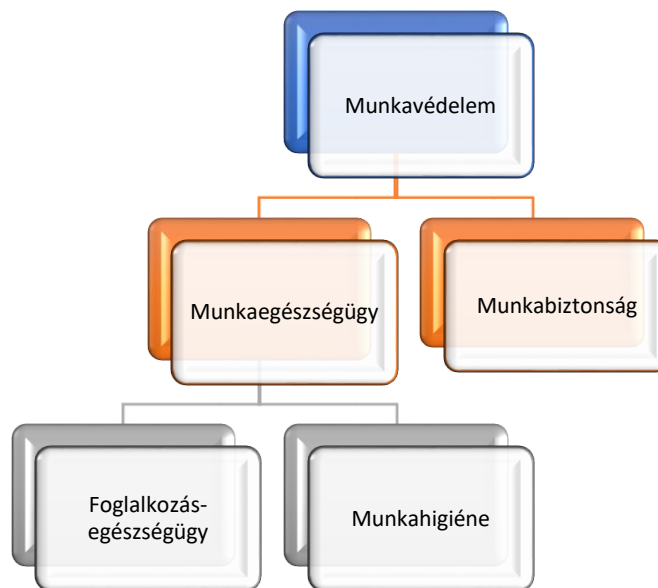 Munkavédelem
Munkaegészségügy
Munkabiztonság
Foglalkozás-
egészségügy
Munkahigiéne